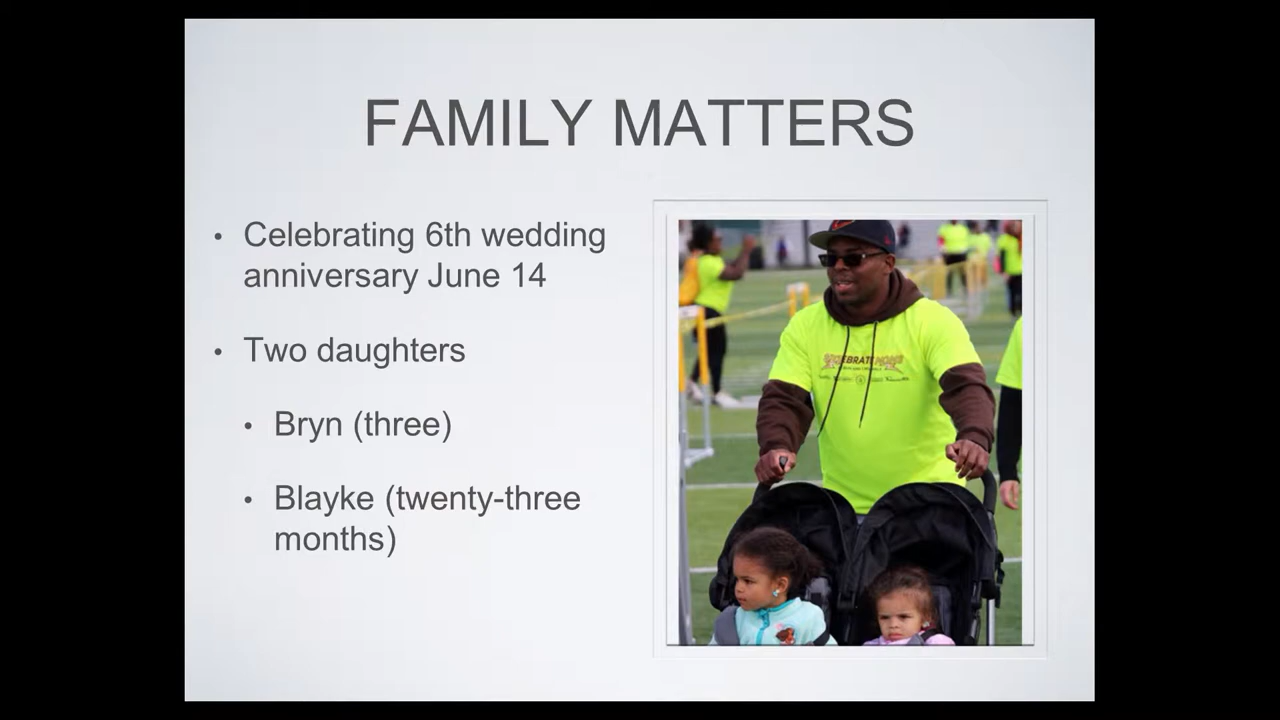 FAMILY MATTERS
• Celebrating 6th wedding
anniversary June 14
• Two daughters
• Bryn (three)
• Blayke (twenty-three
months)